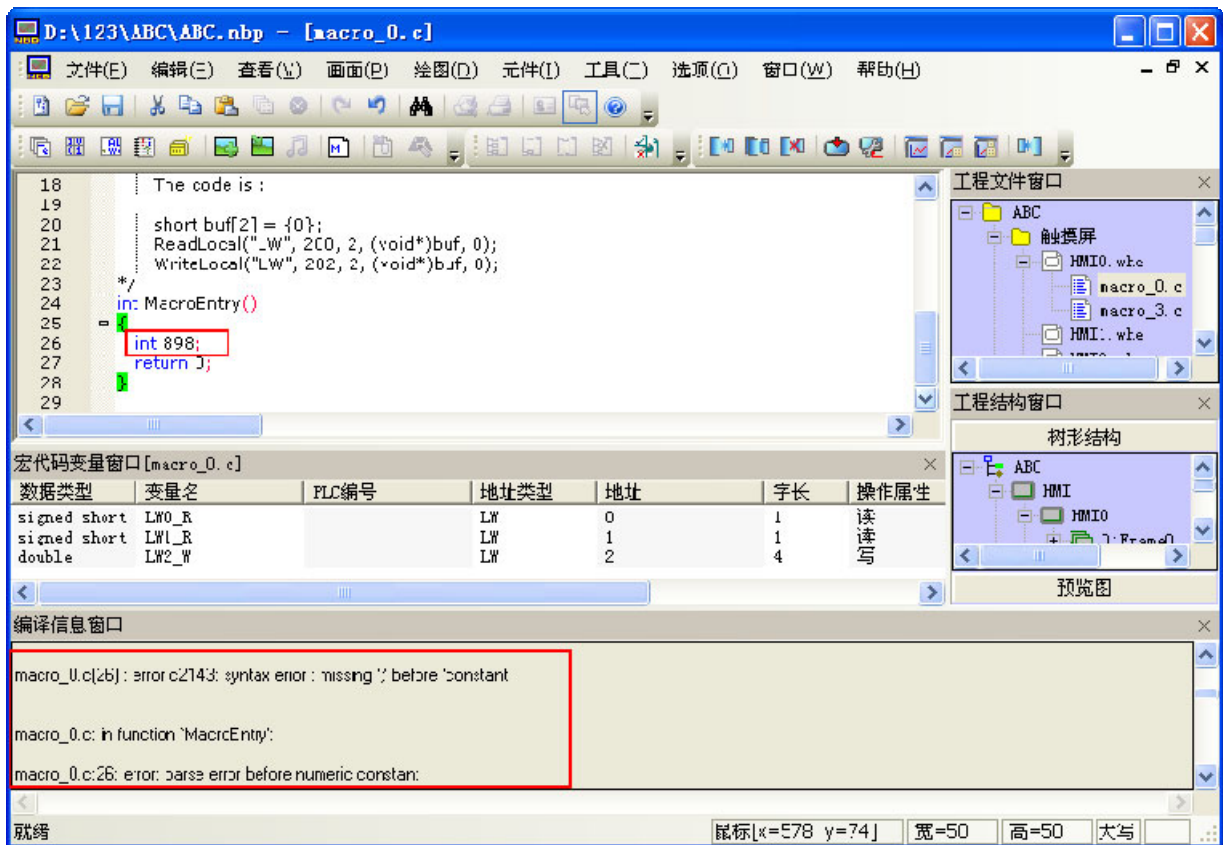 D:\123\ABC\ABC.nbp - [macro_0.c]
文件(F) 编辑(E) 查看(V) 画面(P) 绘图(D) 元件(I) 工具(T) 选项(O) 窗口(W) 帮助(H)
18 The code is :
19
20 short buf[2] = {0};
21 ReadLocal("LW", 200, 2, (void*)buf, 0);
22 WriteLocal("LW", 202, 2, (void*)buf, 0);
23 */
24 int MacroEntry()
25 {
26 int 898;
27 return 0;
28 }
29
工程文件窗口
ABC
触摸屏
HMI0.whe
macro_0.c
macro_3.c
工程结构窗口
树形结构
ABC
HMI
HMI0
0:Frame0
预览图
宏代码变量窗口[macro_0.c]
数据类型 变量名 PLC编号 地址类型 地址 字长 操作属性
signed short LW0_R LW 0 1 读
signed short LW1_R LW 1 1 读
double LW2_W LW 2 4 写
编译信息窗口
macro_0.c(26) : error c2143: syntax error : missing ';' before 'constant
macro_0.c: in function `MacroEntry':
macro_0.c:26: error: parse error before numeric constant
就绪 鼠标[x=578 y=74] 宽=50 高=50 大写